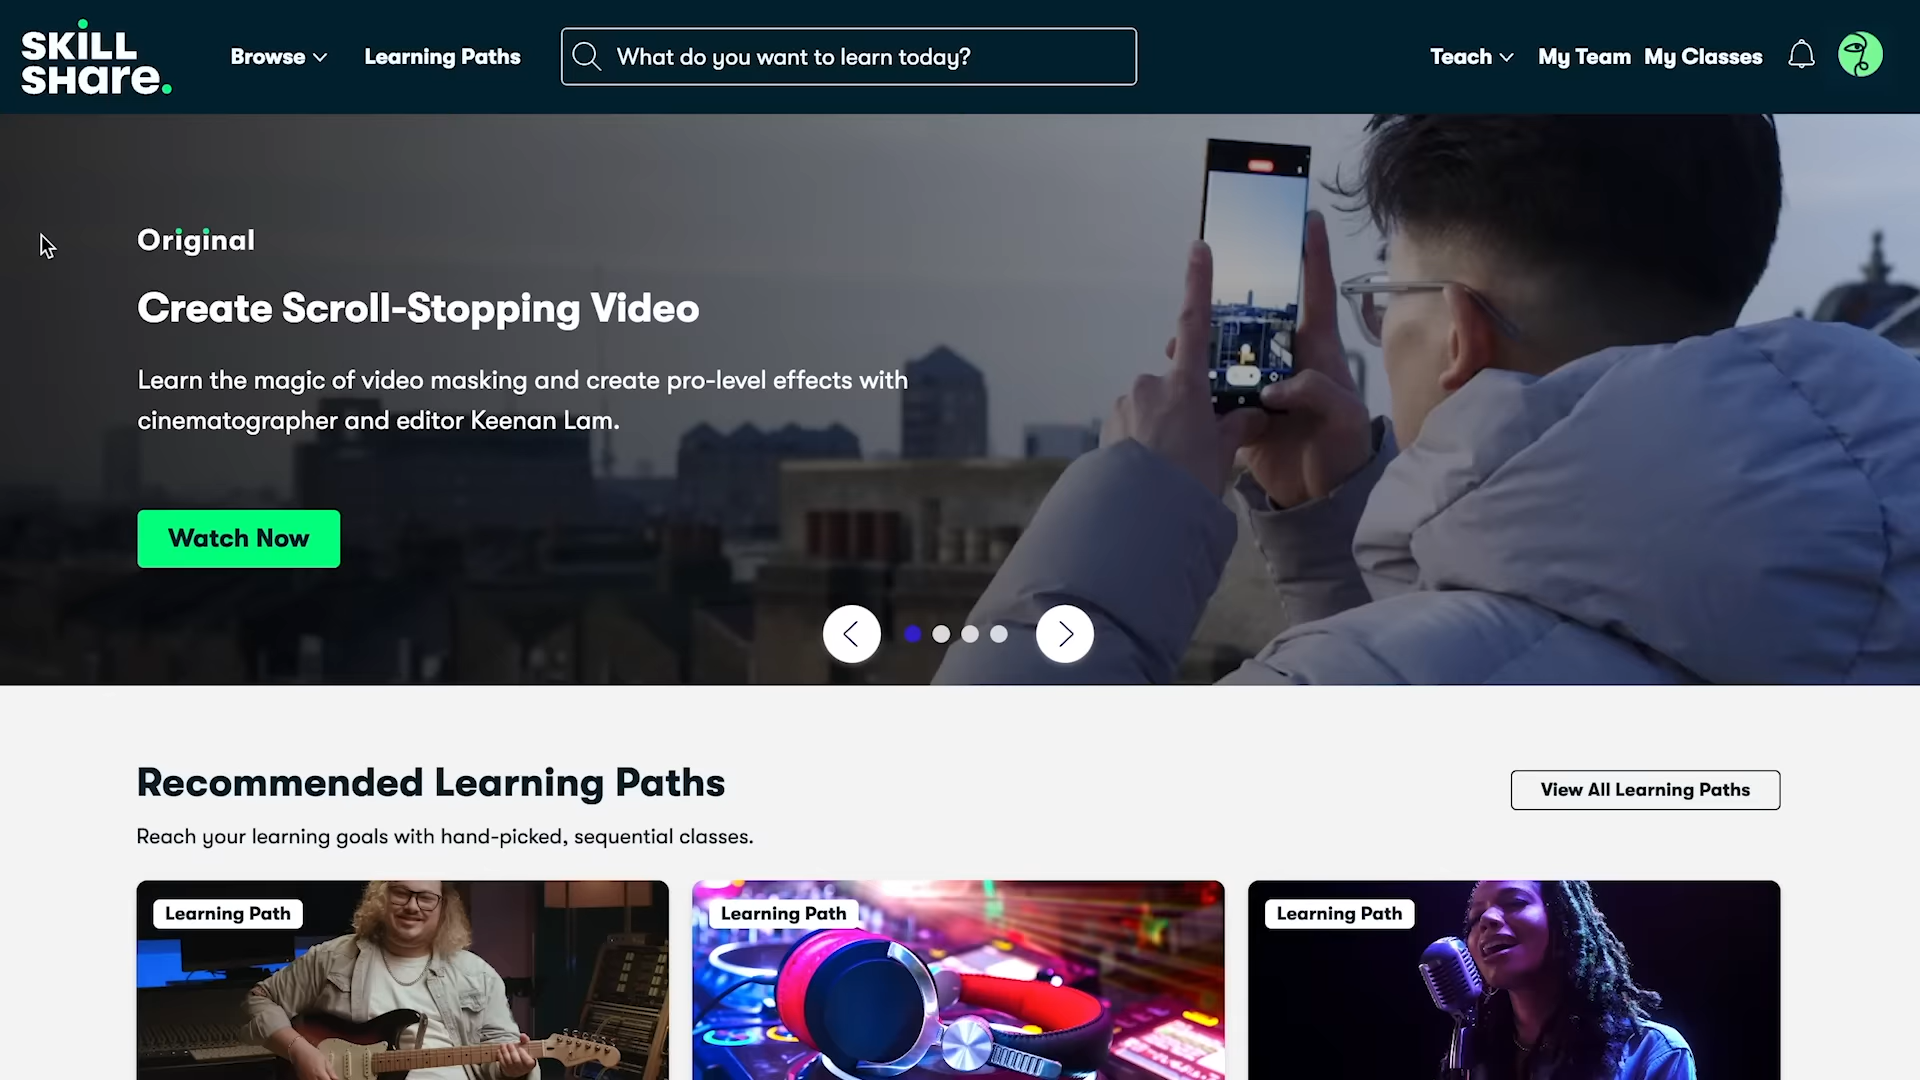 SKiLL
SHare.
Browse
Learning Paths
What do you want to learn today?
Teach
My Team
My Classes
Original
Create Scroll-Stopping Video
Learn the magic of video masking and create pro-level effects with
cinematographer and editor Keenan Lam.
Watch Now
Recommended Learning Paths
View All Learning Paths
Reach your learning goals with hand-picked, sequential classes.
Learning Path
Learning Path
Learning Path